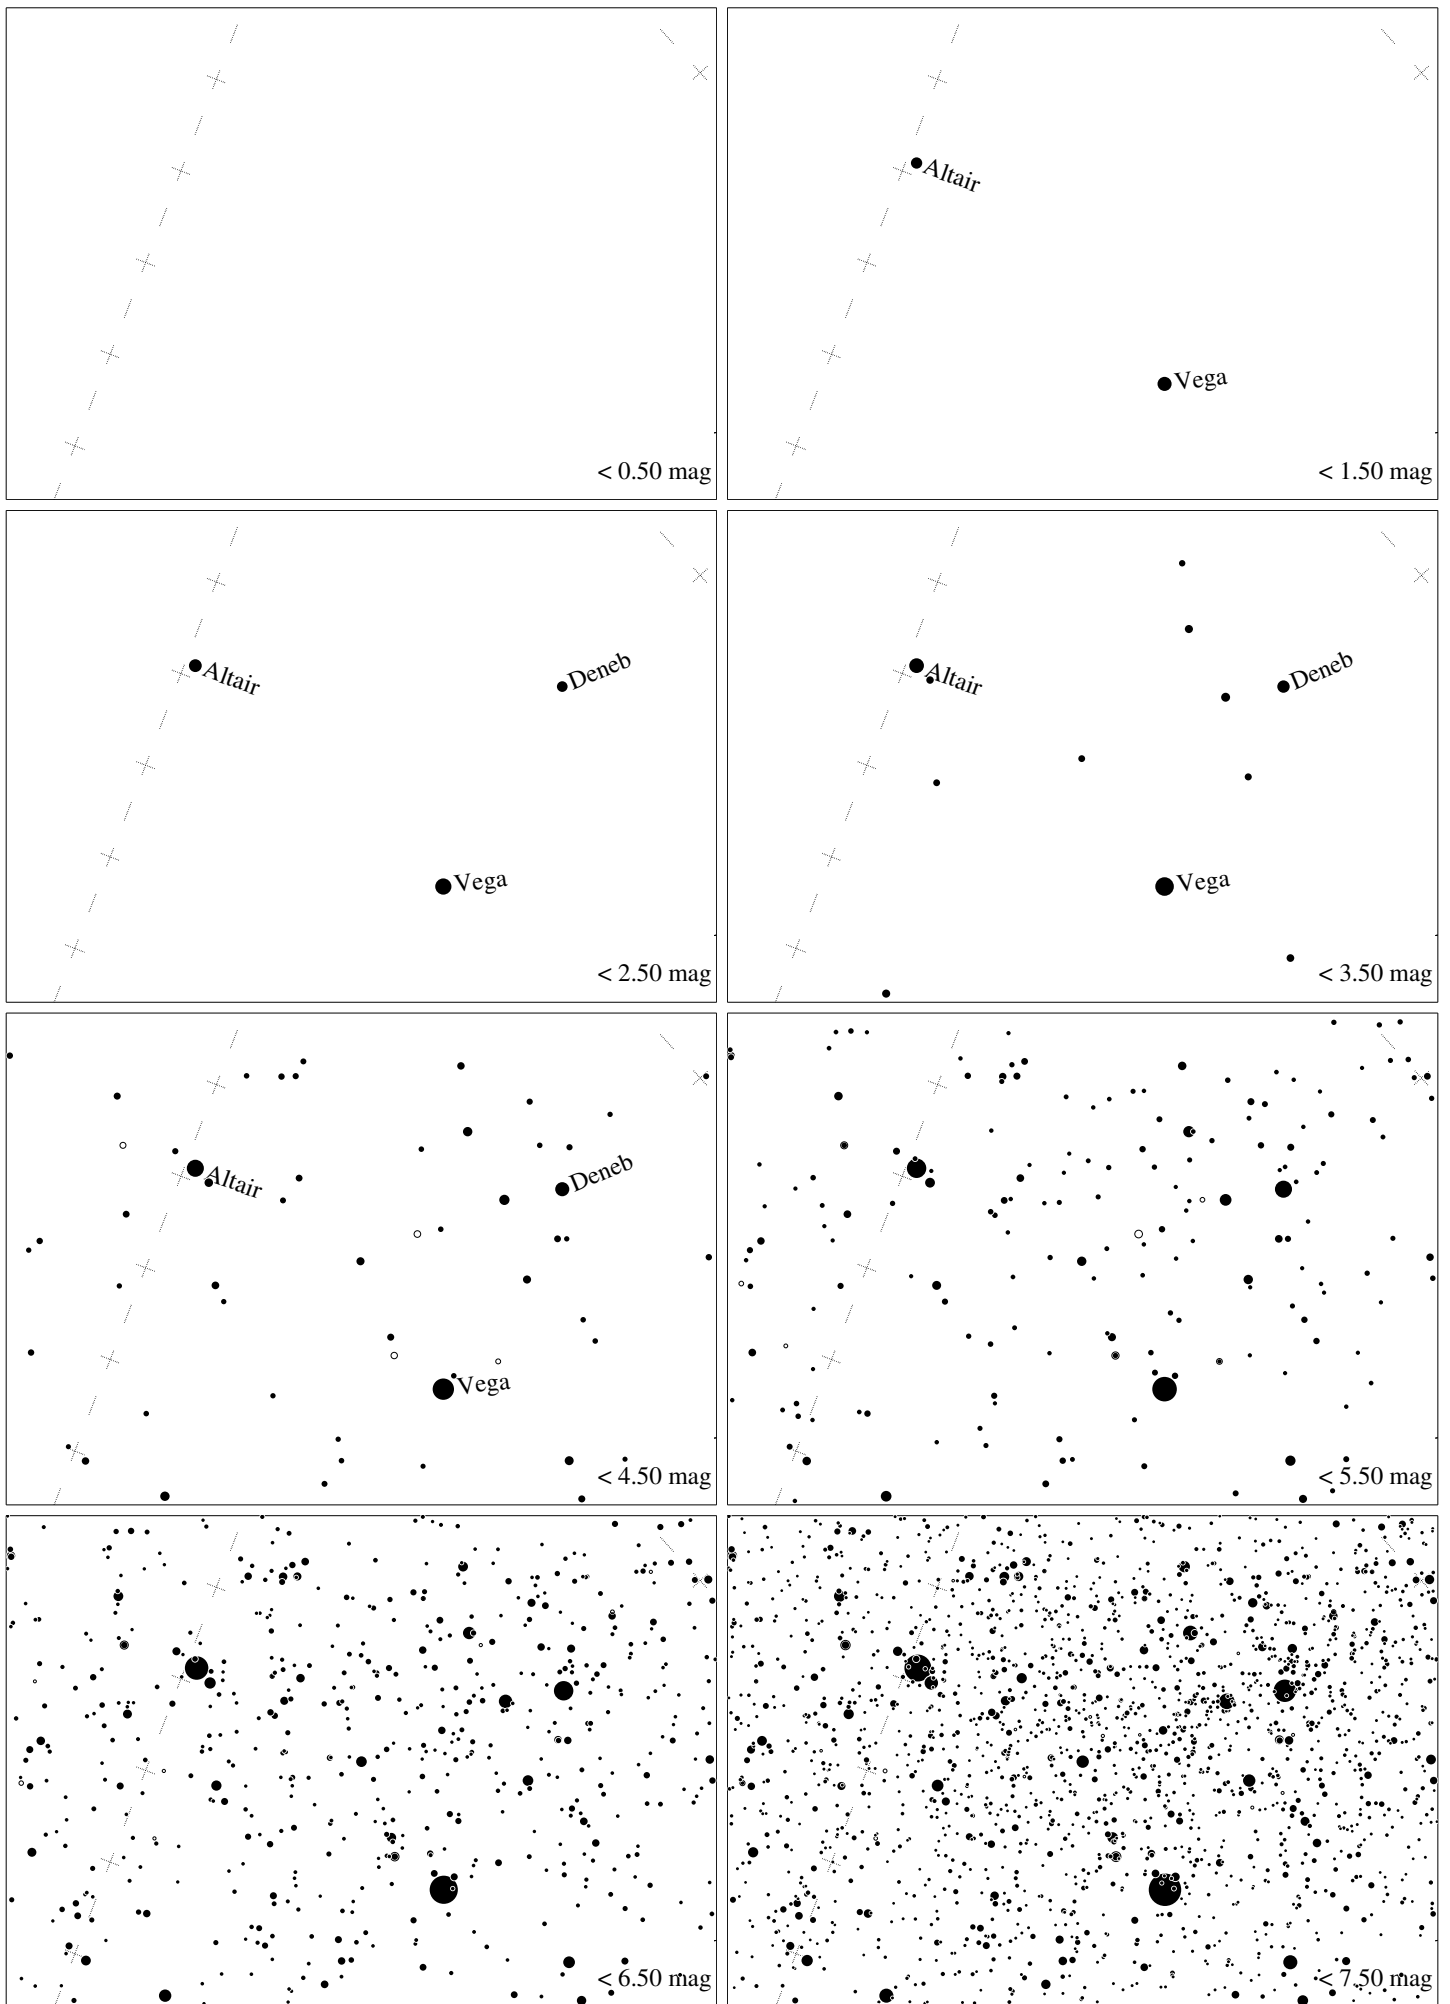 < 0.50 mag
Altair
Vega
< 1.50 mag
Altair
Deneb
Vega
< 2.50 mag
Altair
Deneb
Vega
< 3.50 mag
Altair
Deneb
Vega
< 4.50 mag
< 5.50 mag
< 6.50 mag
< 7.50 mag